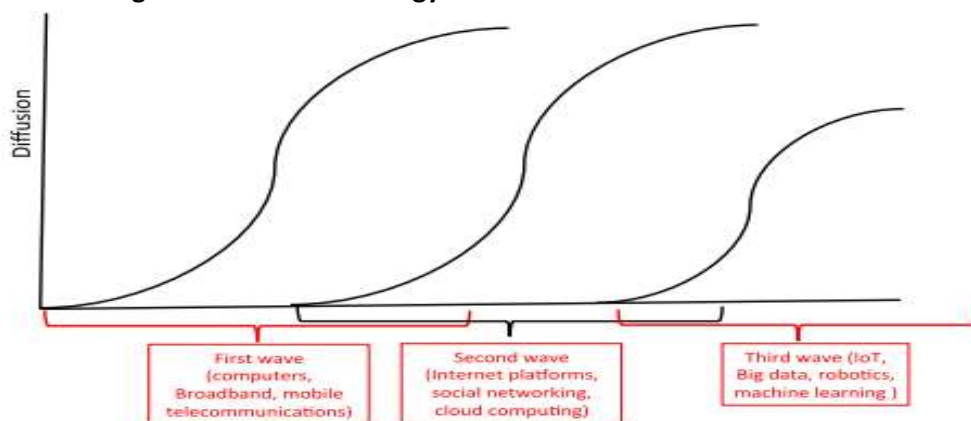 Diffusion
First wave
(computers,
Broadband, mobile
telecommunications)
Second wave
(Internet platforms,
social networking,
cloud computing)
Third wave (IoT,
Big data, robotics,
machine learning )